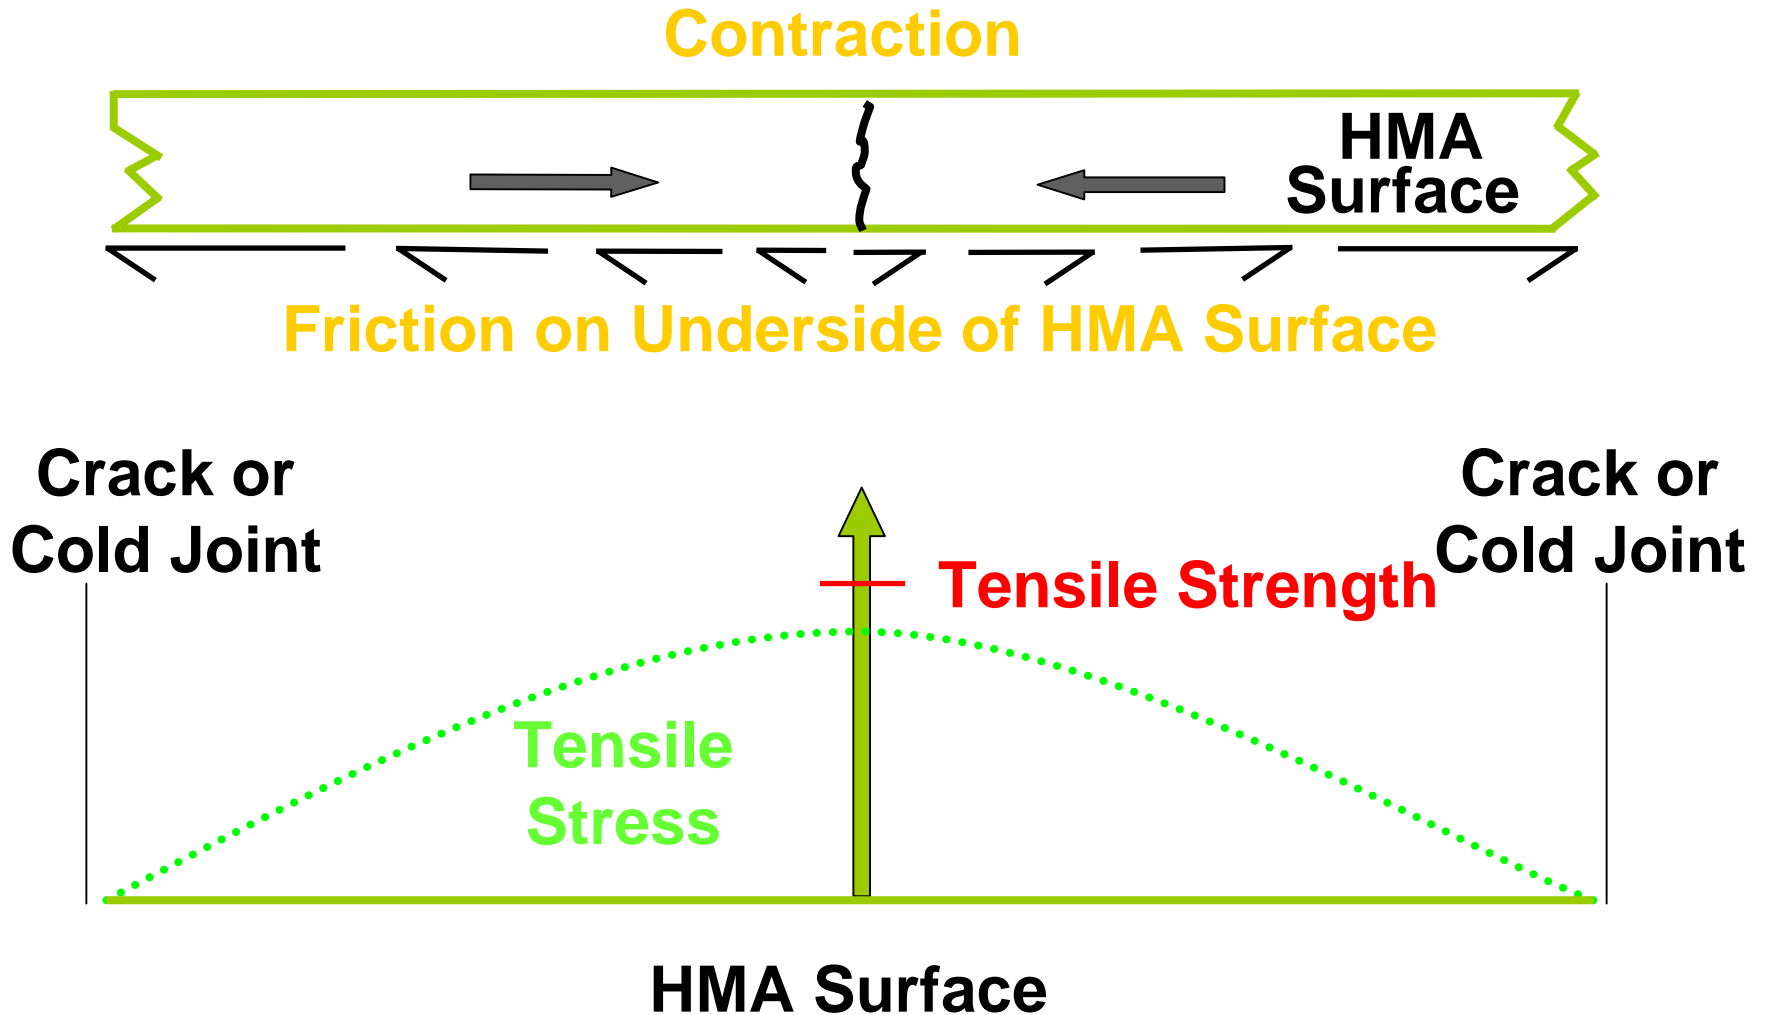 Contraction
HMA
Surface
Friction on Underside of HMA Surface
Crack or
Cold Joint
Crack or
Cold Joint
Tensile Strength
Tensile
Stress
HMA Surface